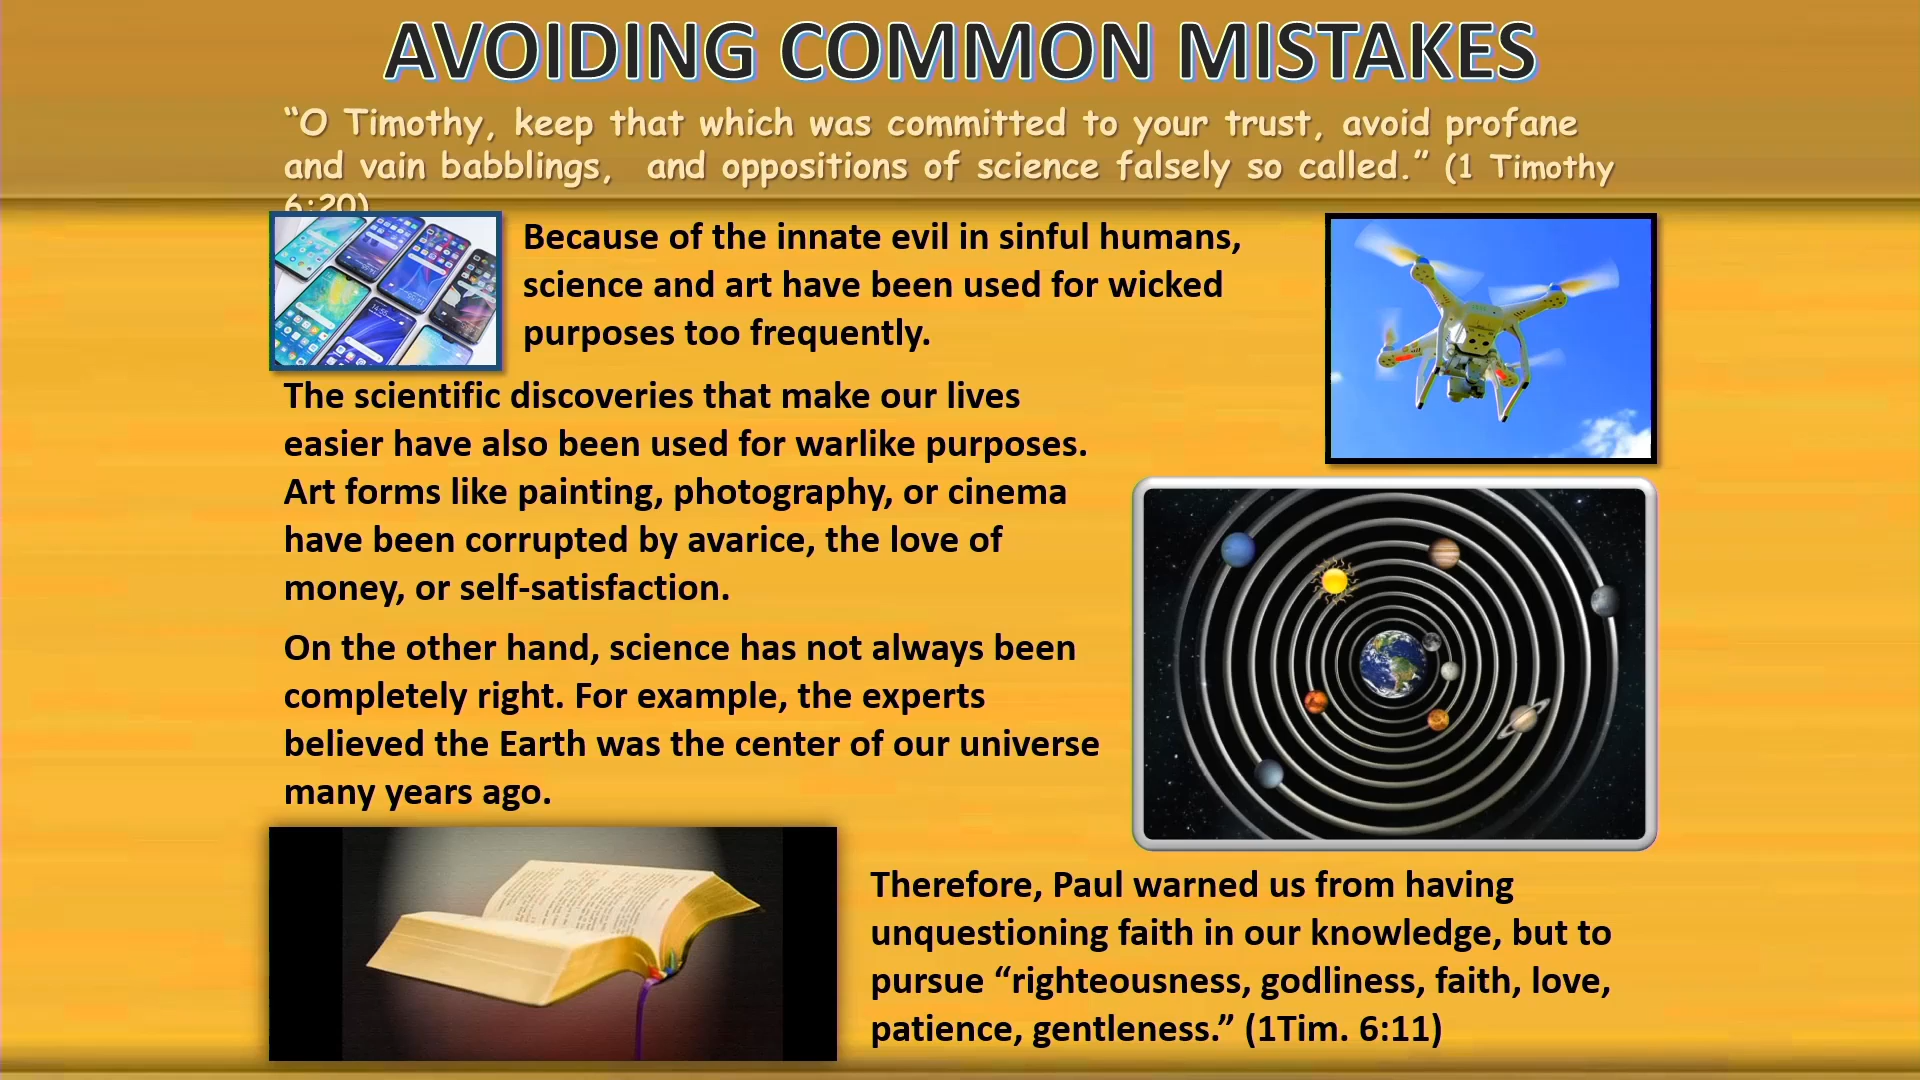 AVOIDING COMMON MISTAKES
“O Timothy, keep that which was committed to your trust, avoid profane
and vain babblings, and oppositions of science falsely so called.” (1 Timothy
6:20)
Because of the innate evil in sinful humans,
science and art have been used for wicked
purposes too frequently.
The scientific discoveries that make our lives
easier have also been used for warlike purposes.
Art forms like painting, photography, or cinema
have been corrupted by avarice, the love of
money, or self-satisfaction.
On the other hand, science has not always been
completely right. For example, the experts
believed the Earth was the center of our universe
many years ago.
Therefore, Paul warned us from having
unquestioning faith in our knowledge, but to
pursue “righteousness, godliness, faith, love,
patience, gentleness.” (1Tim. 6:11)